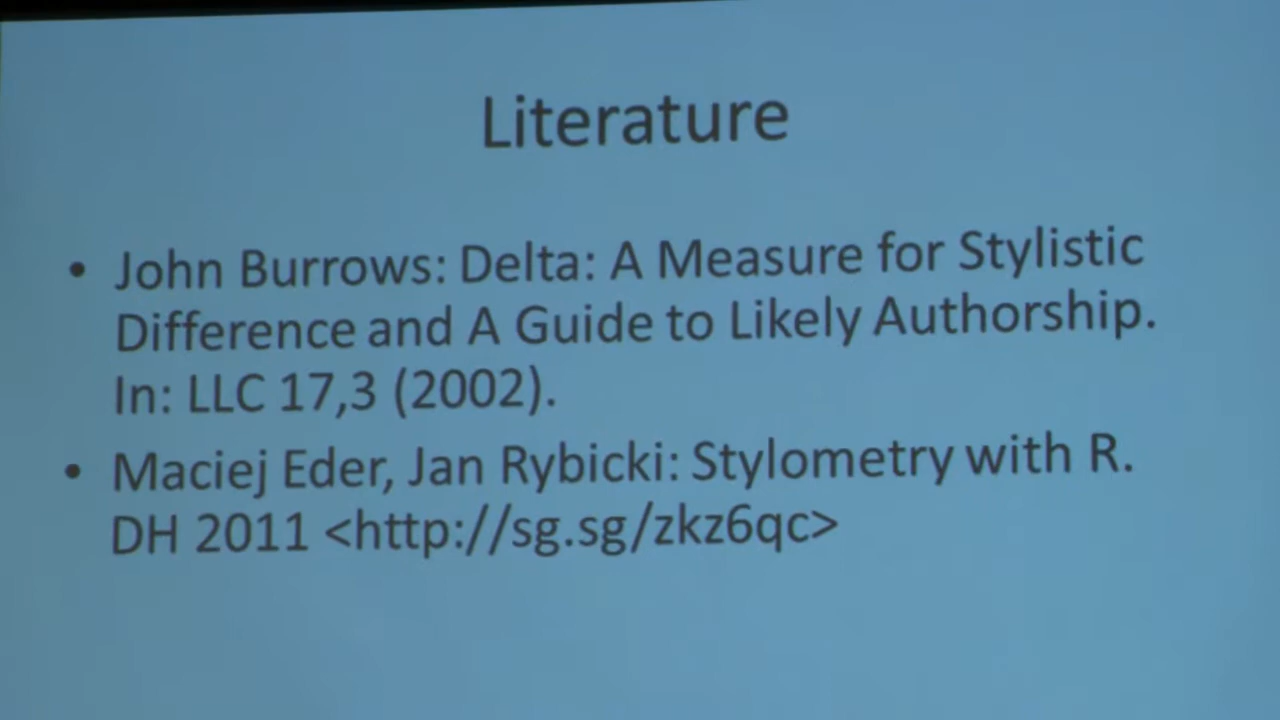 Literature
• John Burrows: Delta: A Measure for Stylistic
Difference and A Guide to Likely Authorship.
In: LLC 17,3 (2002).
• Maciej Eder, Jan Rybicki: Stylometry with R.
DH 2011 <http://sg.sg/zkz6qc>